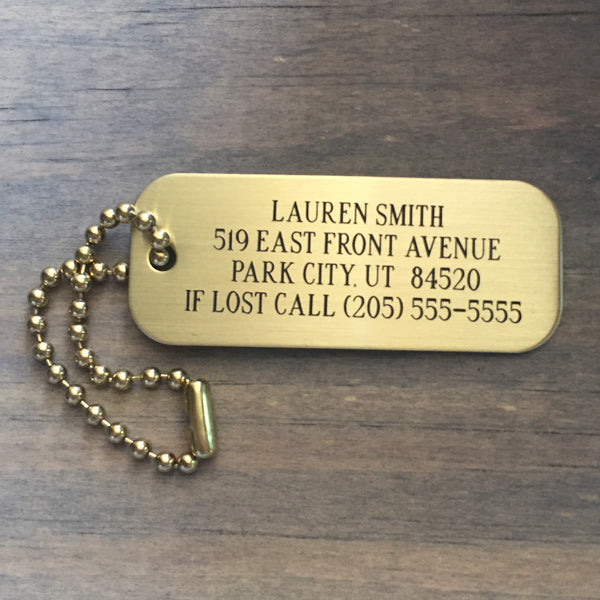 LAUREN SMITH
519 EAST FRONT AVENUE
PARK CITY, UT 84520
IF LOST CALL (205) 555-5555